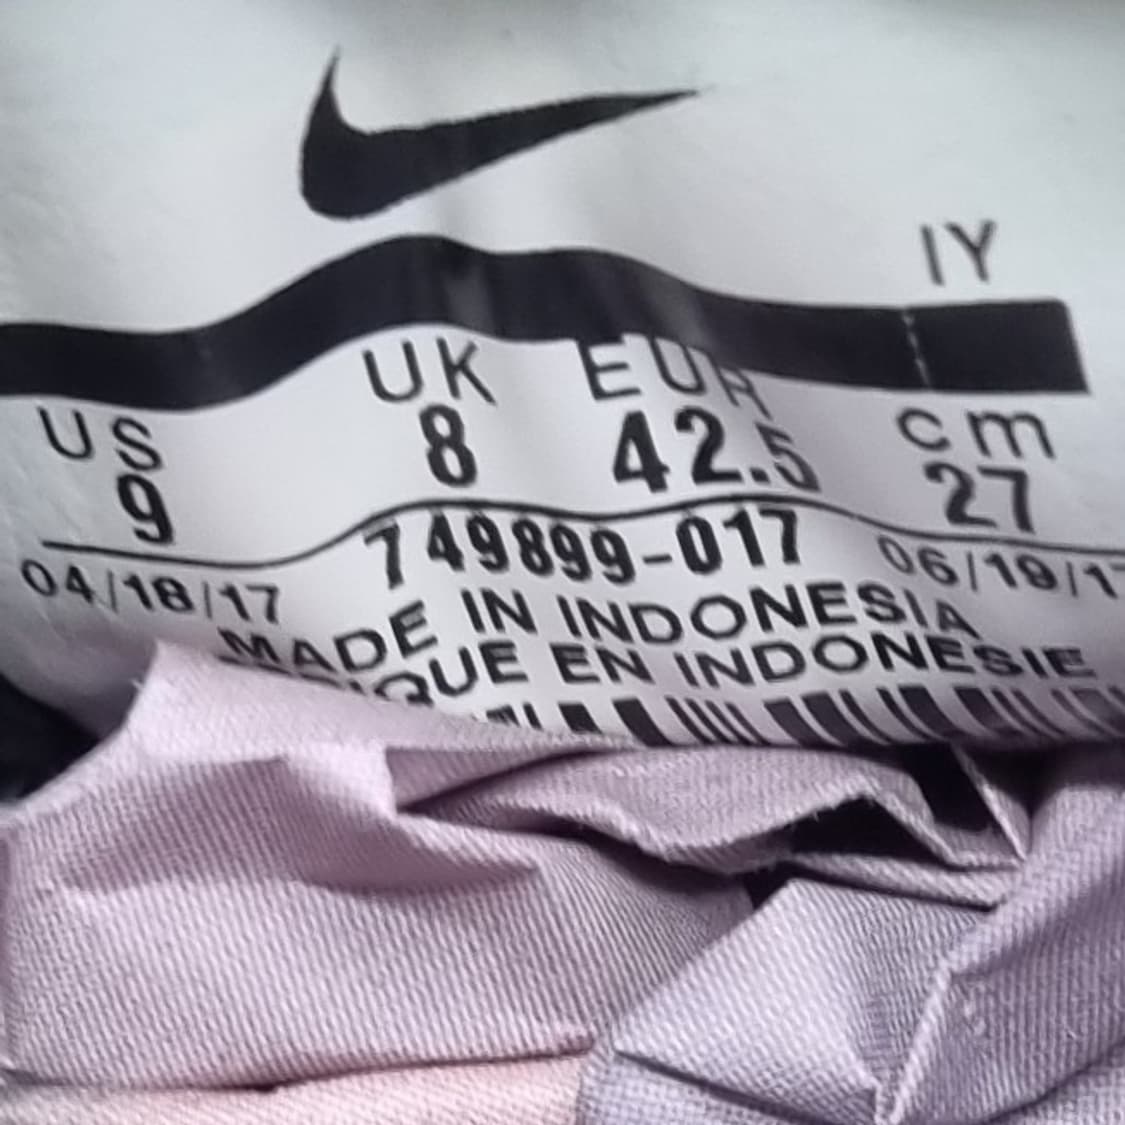 IY
US UK EUR cm
9 8 42.5 27
04/18/17 749899-017 06/19/17
MADE IN INDONESIA
EN INDONESIE